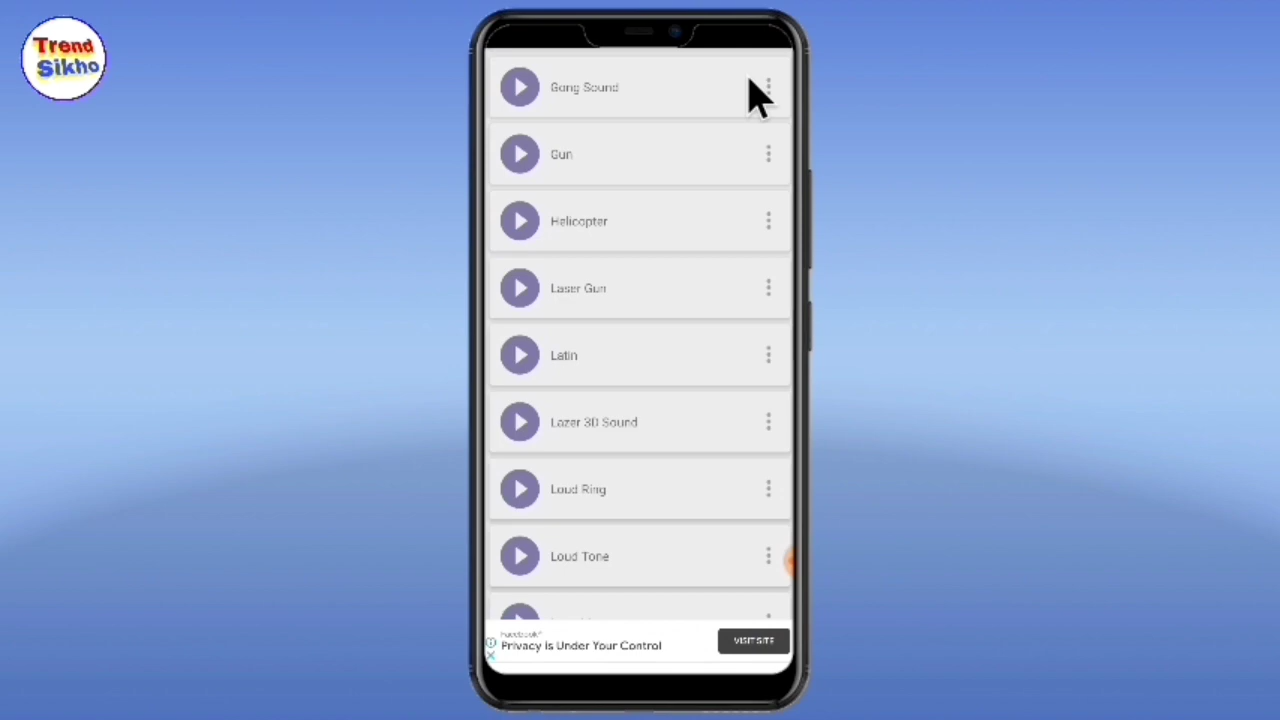 Trend
Sikho
Gong Sound
Gun
Helicopter
Laser Gun
Latin
Lazer 3D Sound
Loud Ring
Loud Tone
Facebook®
Privacy Is Under Your Control
VISIT SITE